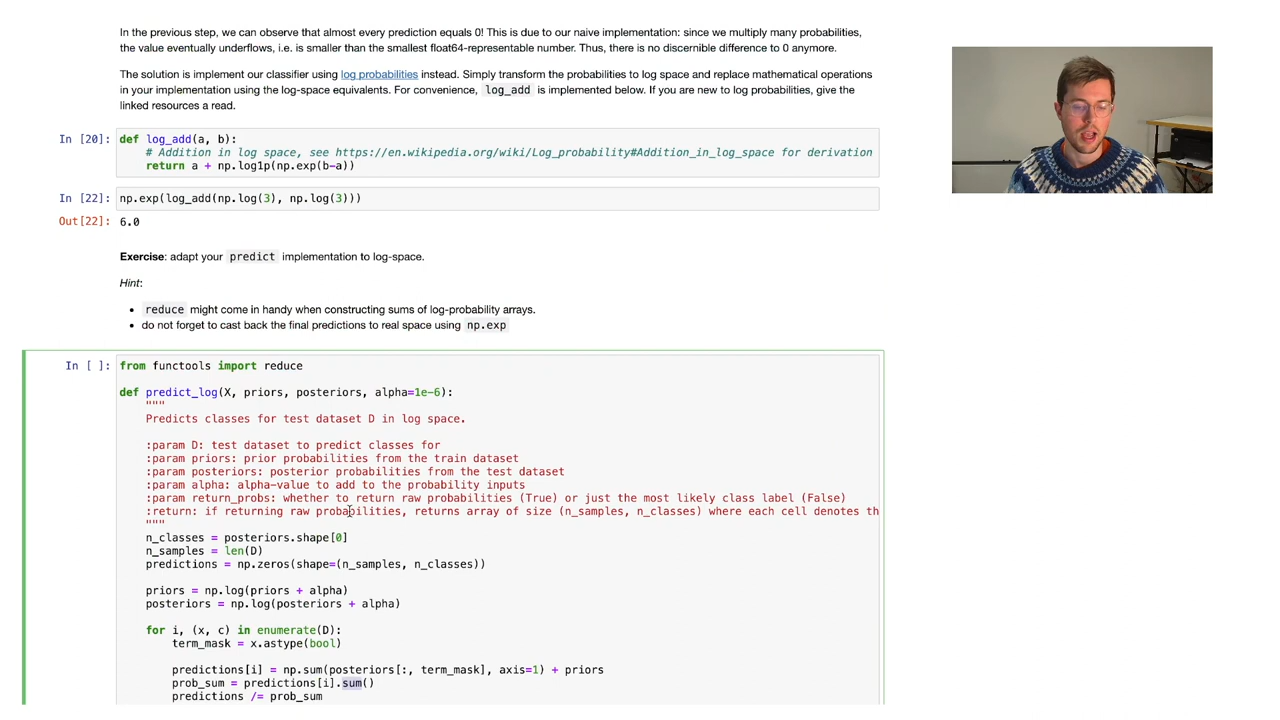 In the previous step, we can observe that almost every prediction equals 0! This is due to our naive implementation: since we multiply many probabilities,
the value eventually underflows, i.e. is smaller than the smallest float64-representable number. Thus, there is no discernible difference to 0 anymore.
The solution is implement our classifier using log probabilities instead. Simply transform the probabilities to log space and replace mathematical operations
in your implementation using the log-space equivalents. For convenience, log_add is implemented below. If you are new to log probabilities, give the
linked resources a read.
In [20]: def log_add(a, b):
# Addition in log space, see https://en.wikipedia.org/wiki/Log_probability#Addition_in_log_space for derivation
return a + np.log1p(np.exp(b-a))
In [22]: np.exp(log_add(np.log(3), np.log(3)))
Out[22]: 6.0
Exercise: adapt your predict implementation to log-space.
Hint:
• reduce might come in handy when constructing sums of log-probability arrays.
• do not forget to cast back the final predictions to real space using np.exp
In [ ]: from functools import reduce
def predict_log(X, priors, posteriors, alpha=1e-6):
"""
Predicts classes for test dataset D in log space.
:param D: test dataset to predict classes for
:param priors: prior probabilities from the train dataset
:param posteriors: posterior probabilities from the test dataset
:param alpha: alpha-value to add to the probability inputs
:param return_probs: whether to return raw probabilities (True) or just the most likely class label (False)
:return: if returning raw probabilities, returns array of size (n_samples, n_classes) where each cell denotes th
"""
n_classes = posteriors.shape[0]
n_samples = len(D)
predictions = np.zeros(shape=(n_samples, n_classes))
priors = np.log(priors + alpha)
posteriors = np.log(posteriors + alpha)
for i, (x, c) in enumerate(D):
term_mask = x.astype(bool)
predictions[i] = np.sum(posteriors[:, term_mask], axis=1) + priors
prob_sum = predictions[i].sum()
predictions /= prob_sum